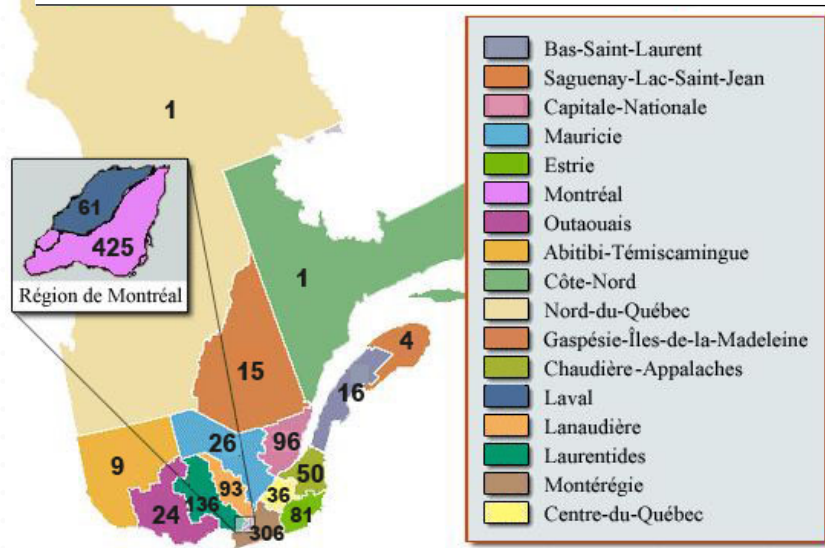 1
61
425
Région de Montréal
1
15
4
16
26
96
9
93
50
136
36
24
81
306
Bas-Saint-Laurent
Saguenay-Lac-Saint-Jean
Capitale-Nationale
Mauricie
Estrie
Montréal
Outaouais
Abitibi-Témiscamingue
Côte-Nord
Nord-du-Québec
Gaspésie-Îles-de-la-Madeleine
Chaudière-Appalaches
Laval
Lanaudière
Laurentides
Montérégie
Centre-du-Québec